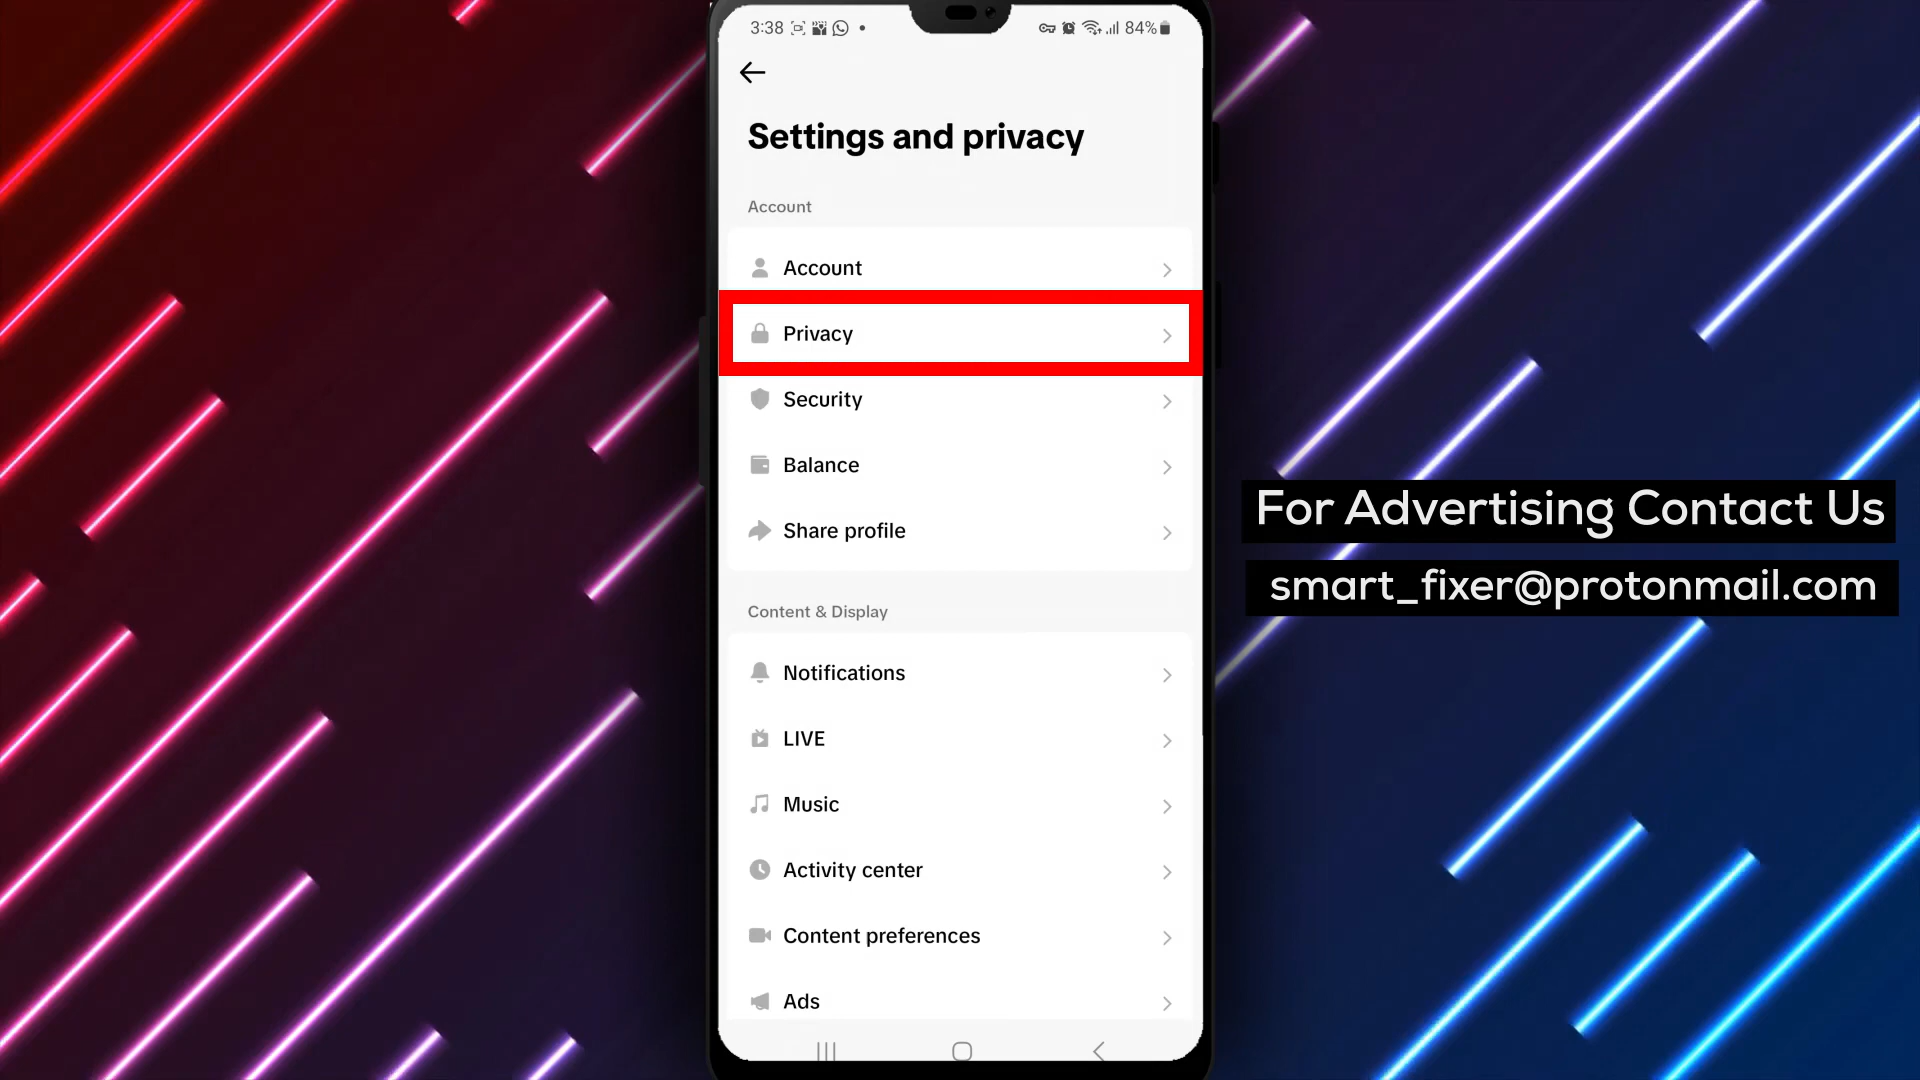 3:38
84%
Settings and privacy
Account
Account
Privacy
Security
Balance
Share profile
Content & Display
Notifications
LIVE
Music
Activity center
Content preferences
Ads
For Advertising Contact Us
smart_fixer@protonmail.com